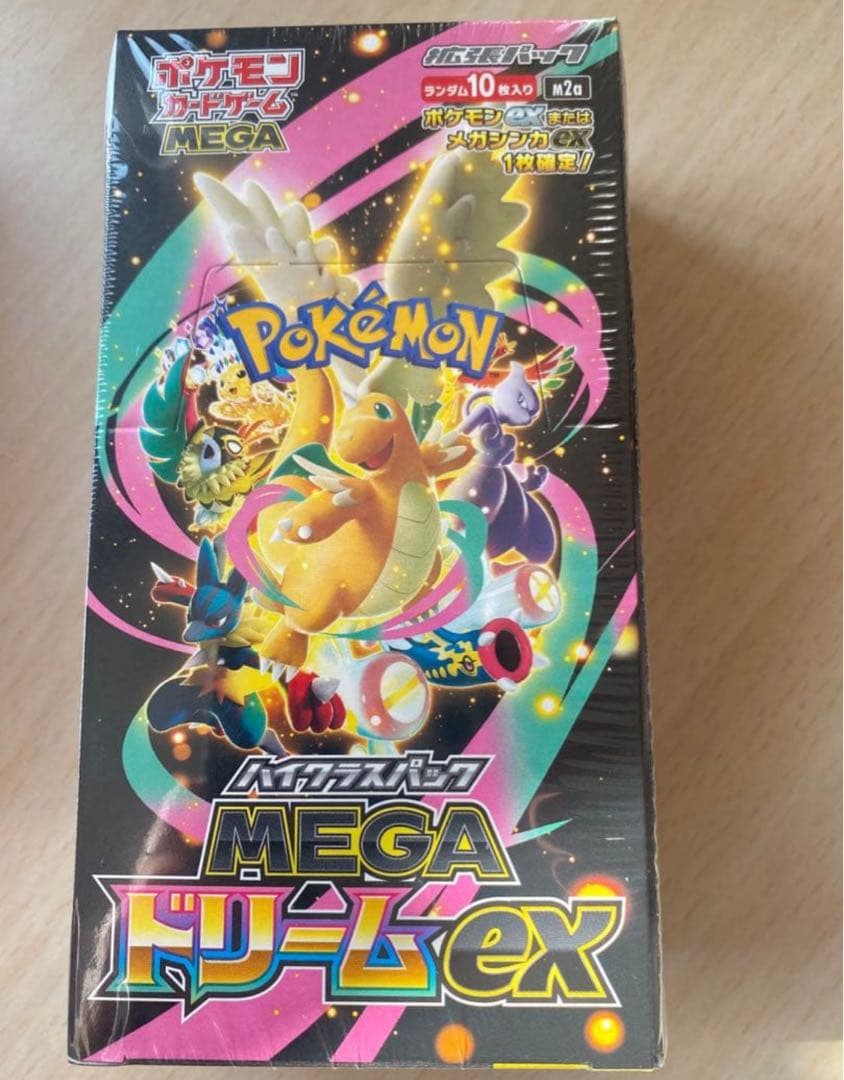 ポケモン
カードゲーム
MEGA
拡張パック
ランダム10枚入り M2a
ポケモンexまたは
メガシンカex
1枚確定!
POKéMON
ハイクラスパック
MEGA
ドリームex